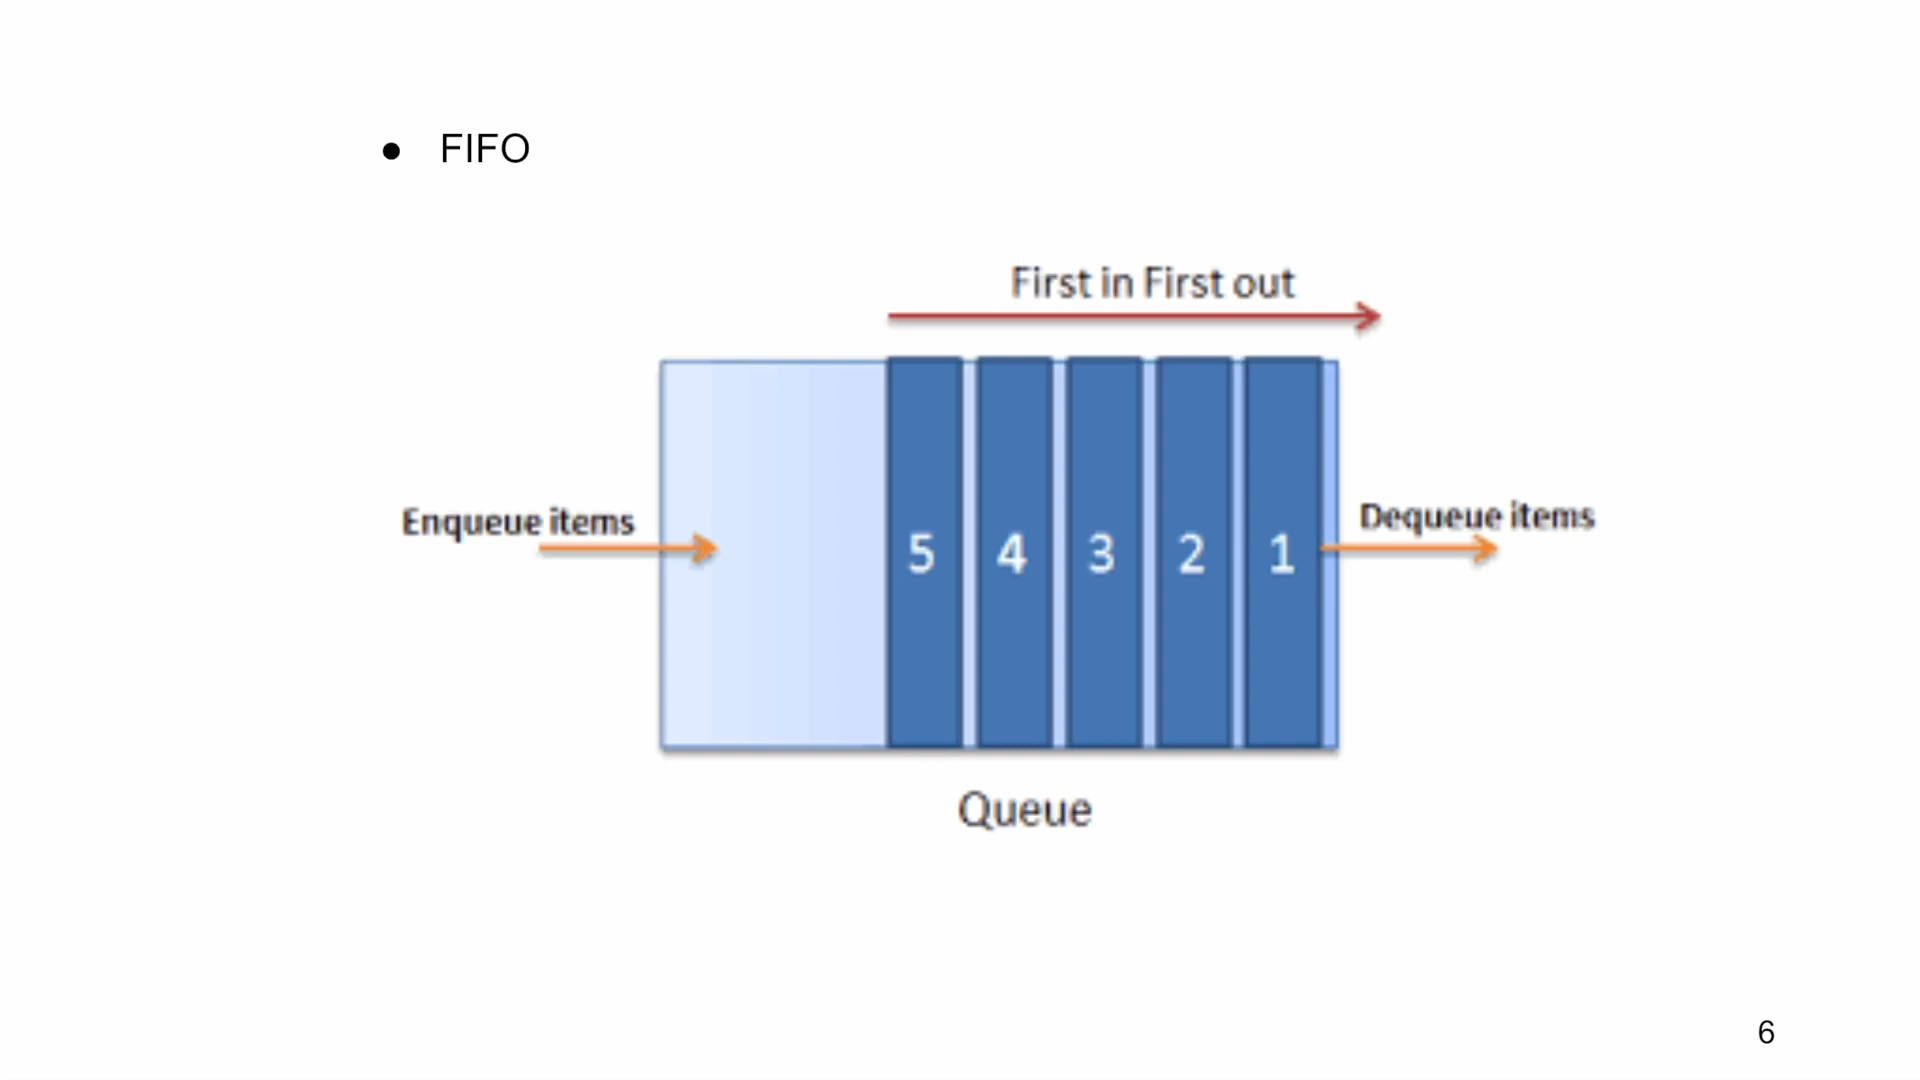 ● FIFO
First in First out
Enqueue items
Dequeue items
5 4 3 2 1
Queue
6